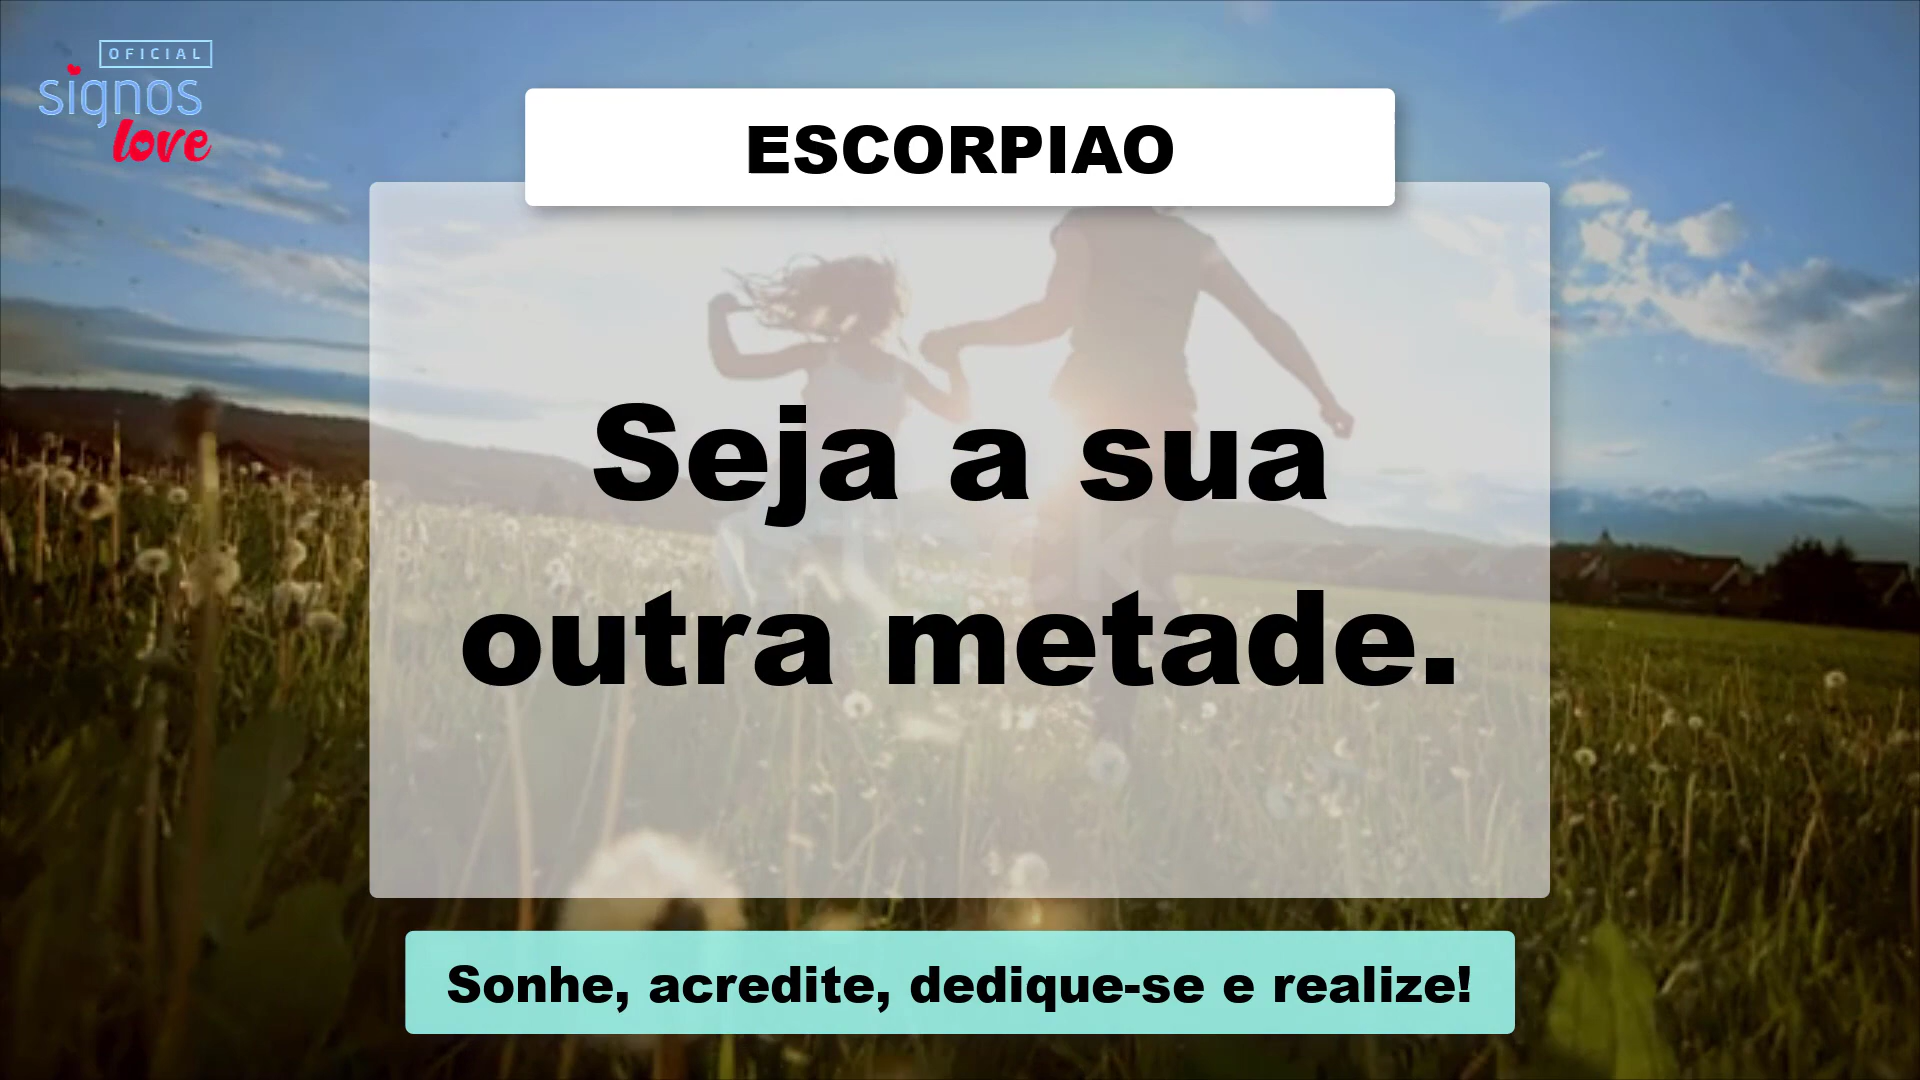 OFICIAL
signos
love
ESCORPIAO
Seja a sua
outra metade.
Sonhe, acredite, dedique-se e realize!